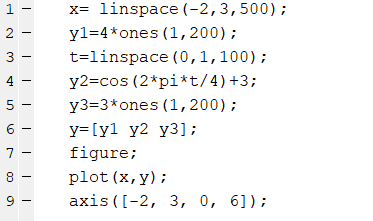 1 - x= linspace(-2,3,500);
2 - y1=4*ones(1,200);
3 - t=linspace(0,1,100);
4 - y2=cos(2*pi*t/4)+3;
5 - y3=3*ones(1,200);
6 - y=[y1 y2 y3];
7 - figure;
8 - plot(x,y);
9 - axis([-2, 3, 0, 6]);